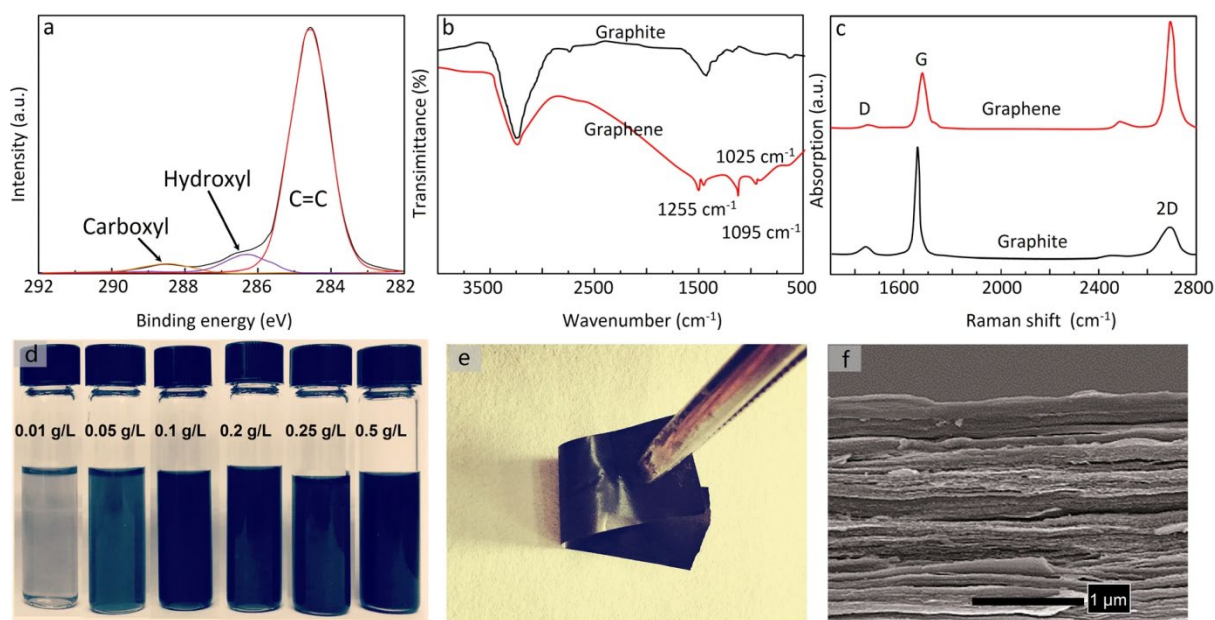 a
Intensity (a.u.)
Carboxyl
Hydroxyl
C=C
292 290 288 286 284 282
Binding energy (eV)
b
Transimittance (%)
Graphite
Graphene
1025 cm⁻¹
1255 cm⁻¹
1095 cm⁻¹
3500 2500 1500 500
Wavenumber (cm⁻¹)
c
Absorption (a.u.)
D
G
Graphene
2D
Graphite
1600 2000 2400 2800
Raman shift (cm⁻¹)
d
0.01 g/L 0.05 g/L 0.1 g/L 0.2 g/L 0.25 g/L 0.5 g/L
e
f
1 µm